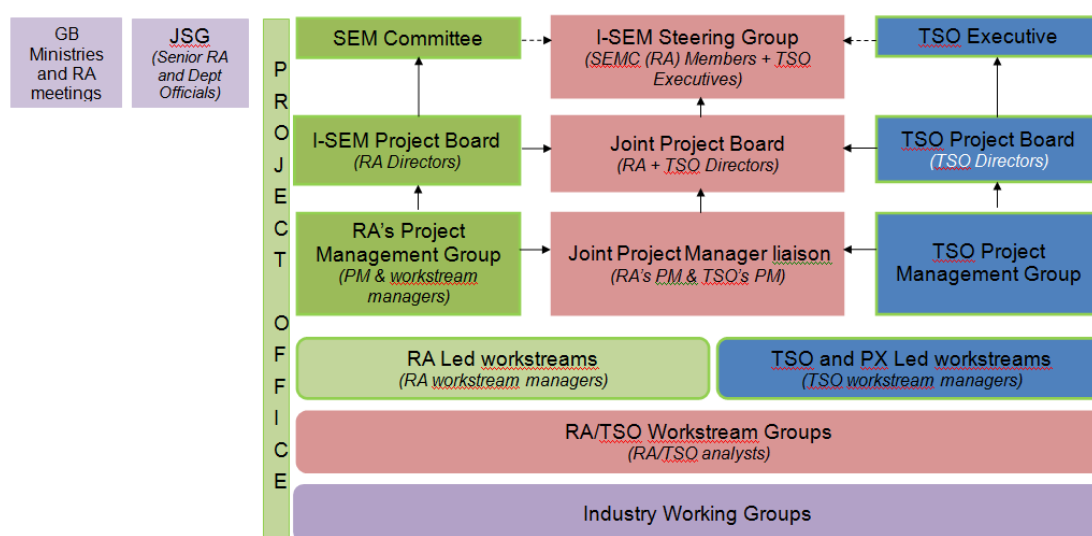 GB
Ministries
and RA
meetings
JSG
(Senior RA
and Dept
Officials)
PROJECT OFFICE
SEM Committee
I-SEM Steering Group
(SEMC (RA) Members + TSO
Executives)
TSO Executive
I-SEM Project Board
(RA Directors)
Joint Project Board
(RA + TSO Directors)
TSO Project Board
(TSO Directors)
RA's Project
Management Group
(PM & workstream
managers)
Joint Project Manager liaison
(RA's PM & TSO's PM)
TSO Project
Management Group
RA Led workstreams
(RA workstream managers)
TSO and PX Led workstreams
(TSO workstream managers)
RA/TSO Workstream Groups
(RA/TSO analysts)
Industry Working Groups